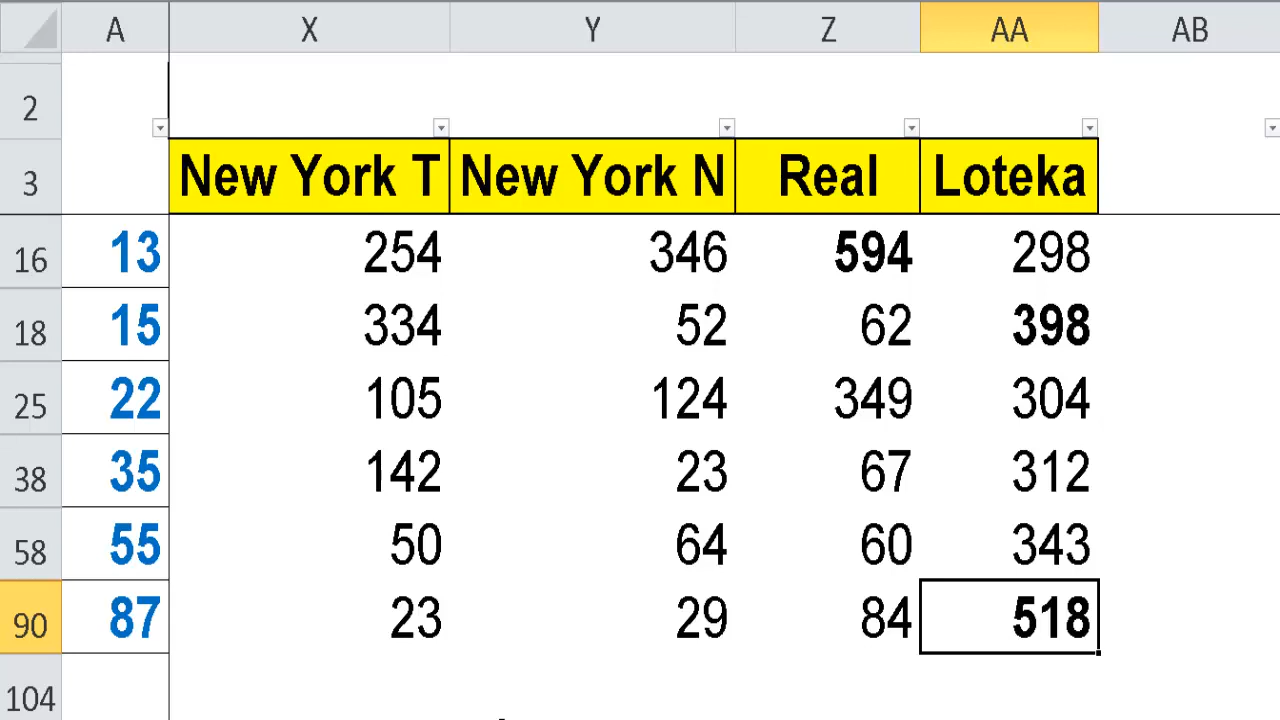 A X Y Z AA AB
2
3 New York T New York N Real Loteka
16 13 254 346 594 298
18 15 334 52 62 398
25 22 105 124 349 304
38 35 142 23 67 312
58 55 50 64 60 343
90 87 23 29 84 518
104